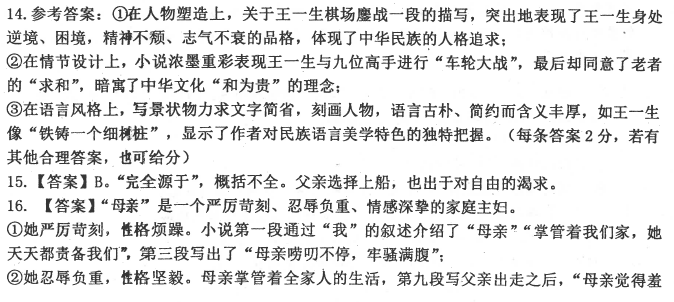 14.参考答案：①在人物塑造上，关于王一生棋场鏖战一段的描写，突出地表现了王一生身处
逆境、困境，精神不颓、志气不衰的品格，体现了中华民族的人格追求；
②在情节设计上，小说浓墨重彩表现王一生与九位高手进行“车轮大战”，最后却同意了老者
的“求和”，暗寓了中华文化“和为贵”的理念；
③在语言风格上，写景状物力求文字简省，刻画人物，语言古朴、简约而含义丰厚，如王一生
像“铁铸一个细树桩”，显示了作者对民族语言美学特色的独特把握。（每条答案2分，若有
其他合理答案，也可给分）
15.【答案】B。“完全源于”，概括不全。父亲选择上船，也出于对自由的渴求。
16. 【答案】“母亲”是一个严厉苛刻、忍辱负重、情感深挚的家庭主妇。
①她严厉苛刻，性格烦躁。小说第一段通过“我”的叙述介绍了“母亲”“掌管着我们家，她
天天都责备我们”，第三段写出了“母亲唠叨不停，牢骚满腹”；
②她忍辱负重，性格坚毅。母亲掌管着全家人的生活，第九段写父亲出走之后，“母亲觉得羞